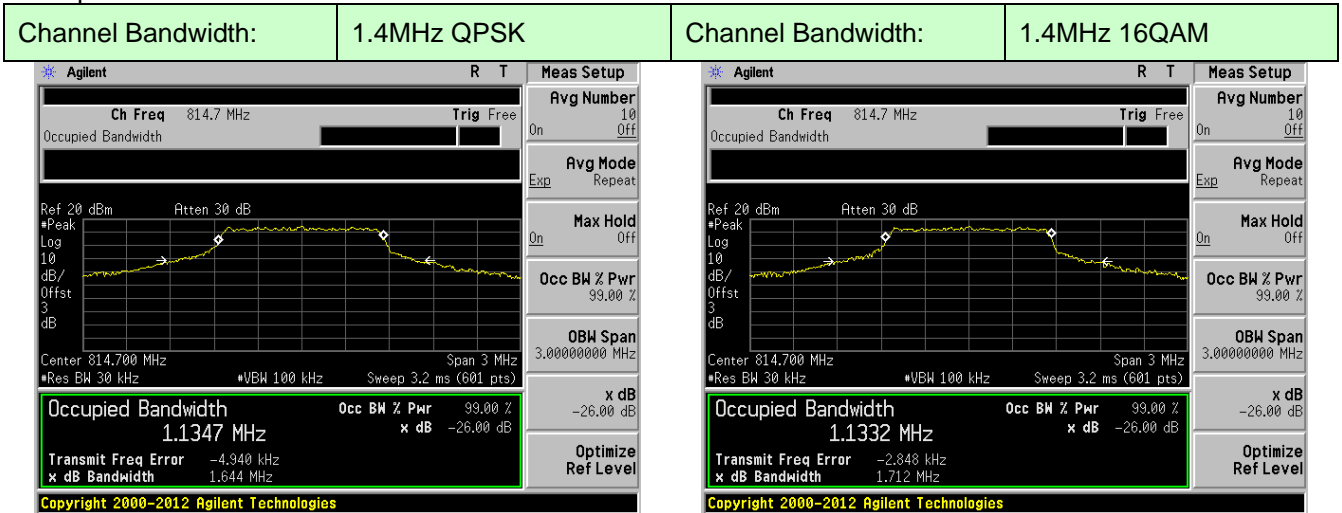 Channel Bandwidth: 1.4MHz QPSK Channel Bandwidth: 1.4MHz 16QAM
Agilent R T Meas Setup
Ch Freq 814.7 MHz Trig Free
Occupied Bandwidth
Avg Number
10
On Off
Avg Mode
Exp Repeat
Max Hold
On Off
Occ BW % Pwr
99.00 %
OBW Span
3.00000000 MHz
x dB
-26.00 dB
Optimize
Ref Level
Ref 20 dBm Atten 30 dB
#Peak
Log
10
dB/
Offst
3
dB
Center 814.700 MHz Span 3 MHz
#Res BW 30 kHz #VBW 100 kHz Sweep 3.2 ms (601 pts)
Occupied Bandwidth Occ BW % Pwr 99.00 %
1.1347 MHz x dB -26.00 dB
Transmit Freq Error -4.940 kHz
x dB Bandwidth 1.644 MHz
Copyright 2000-2012 Agilent Technologies
Agilent R T Meas Setup
Ch Freq 814.7 MHz Trig Free
Occupied Bandwidth
Avg Number
10
On Off
Avg Mode
Exp Repeat
Max Hold
On Off
Occ BW % Pwr
99.00 %
OBW Span
3.00000000 MHz
x dB
-26.00 dB
Optimize
Ref Level
Ref 20 dBm Atten 30 dB
#Peak
Log
10
dB/
Offst
3
dB
Center 814.700 MHz Span 3 MHz
#Res BW 30 kHz #VBW 100 kHz Sweep 3.2 ms (601 pts)
Occupied Bandwidth Occ BW % Pwr 99.00 %
1.1332 MHz x dB -26.00 dB
Transmit Freq Error -2.848 kHz
x dB Bandwidth 1.712 MHz
Copyright 2000-2012 Agilent Technologies